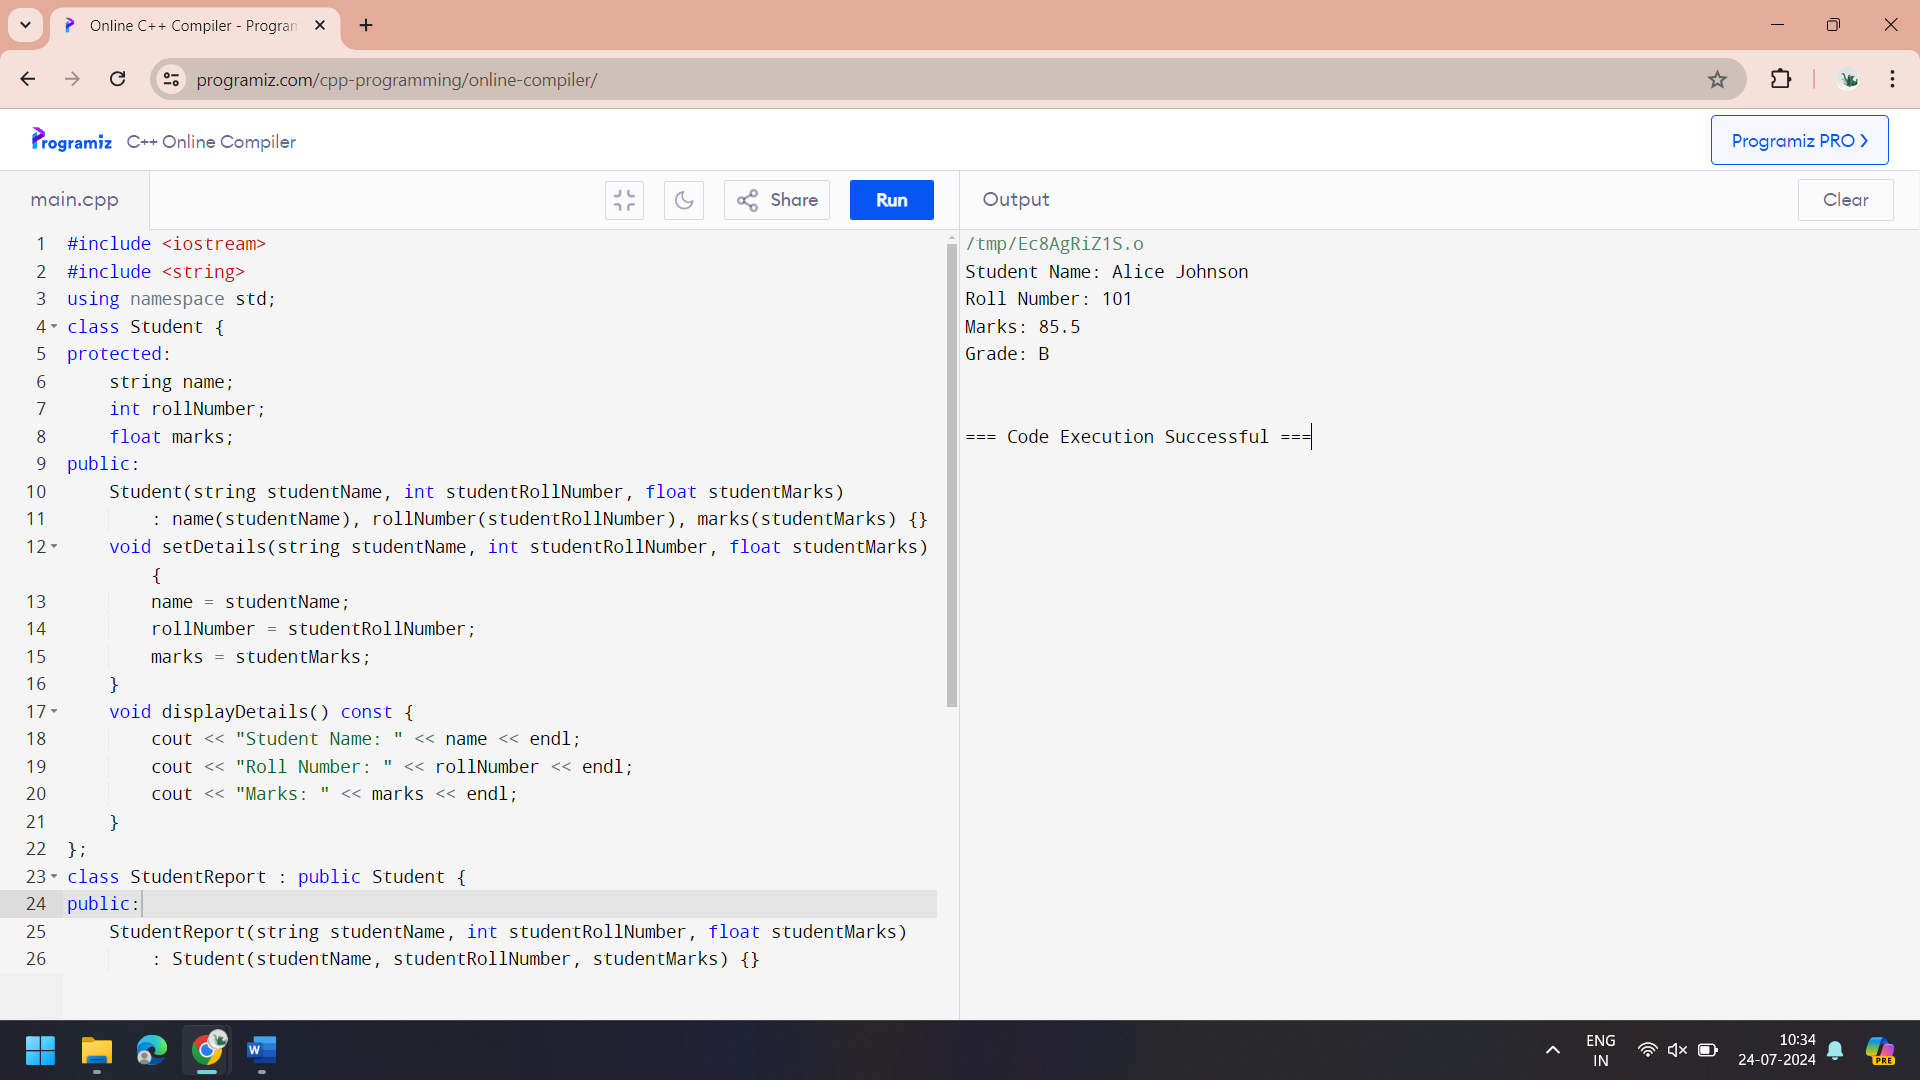 Online C++ Compiler - Program
programiz.com/cpp-programming/online-compiler/
Programiz C++ Online Compiler
Programiz PRO
main.cpp
Share
Run
Output
Clear
1 #include <iostream>
2 #include <string>
3 using namespace std;
4 class Student {
5 protected:
6     string name;
7     int rollNumber;
8     float marks;
9 public:
10     Student(string studentName, int studentRollNumber, float studentMarks)
11         : name(studentName), rollNumber(studentRollNumber), marks(studentMarks) {}
12     void setDetails(string studentName, int studentRollNumber, float studentMarks)
        {
13         name = studentName;
14         rollNumber = studentRollNumber;
15         marks = studentMarks;
16     }
17     void displayDetails() const {
18         cout << "Student Name: " << name << endl;
19         cout << "Roll Number: " << rollNumber << endl;
20         cout << "Marks: " << marks << endl;
21     }
22 };
23 class StudentReport : public Student {
24 public:
25     StudentReport(string studentName, int studentRollNumber, float studentMarks)
26         : Student(studentName, studentRollNumber, studentMarks) {}
/tmp/Ec8AgRiZ1S.o
Student Name: Alice Johnson
Roll Number: 101
Marks: 85.5
Grade: B
=== Code Execution Successful ===
ENG
IN
10:34
24-07-2024
PRE